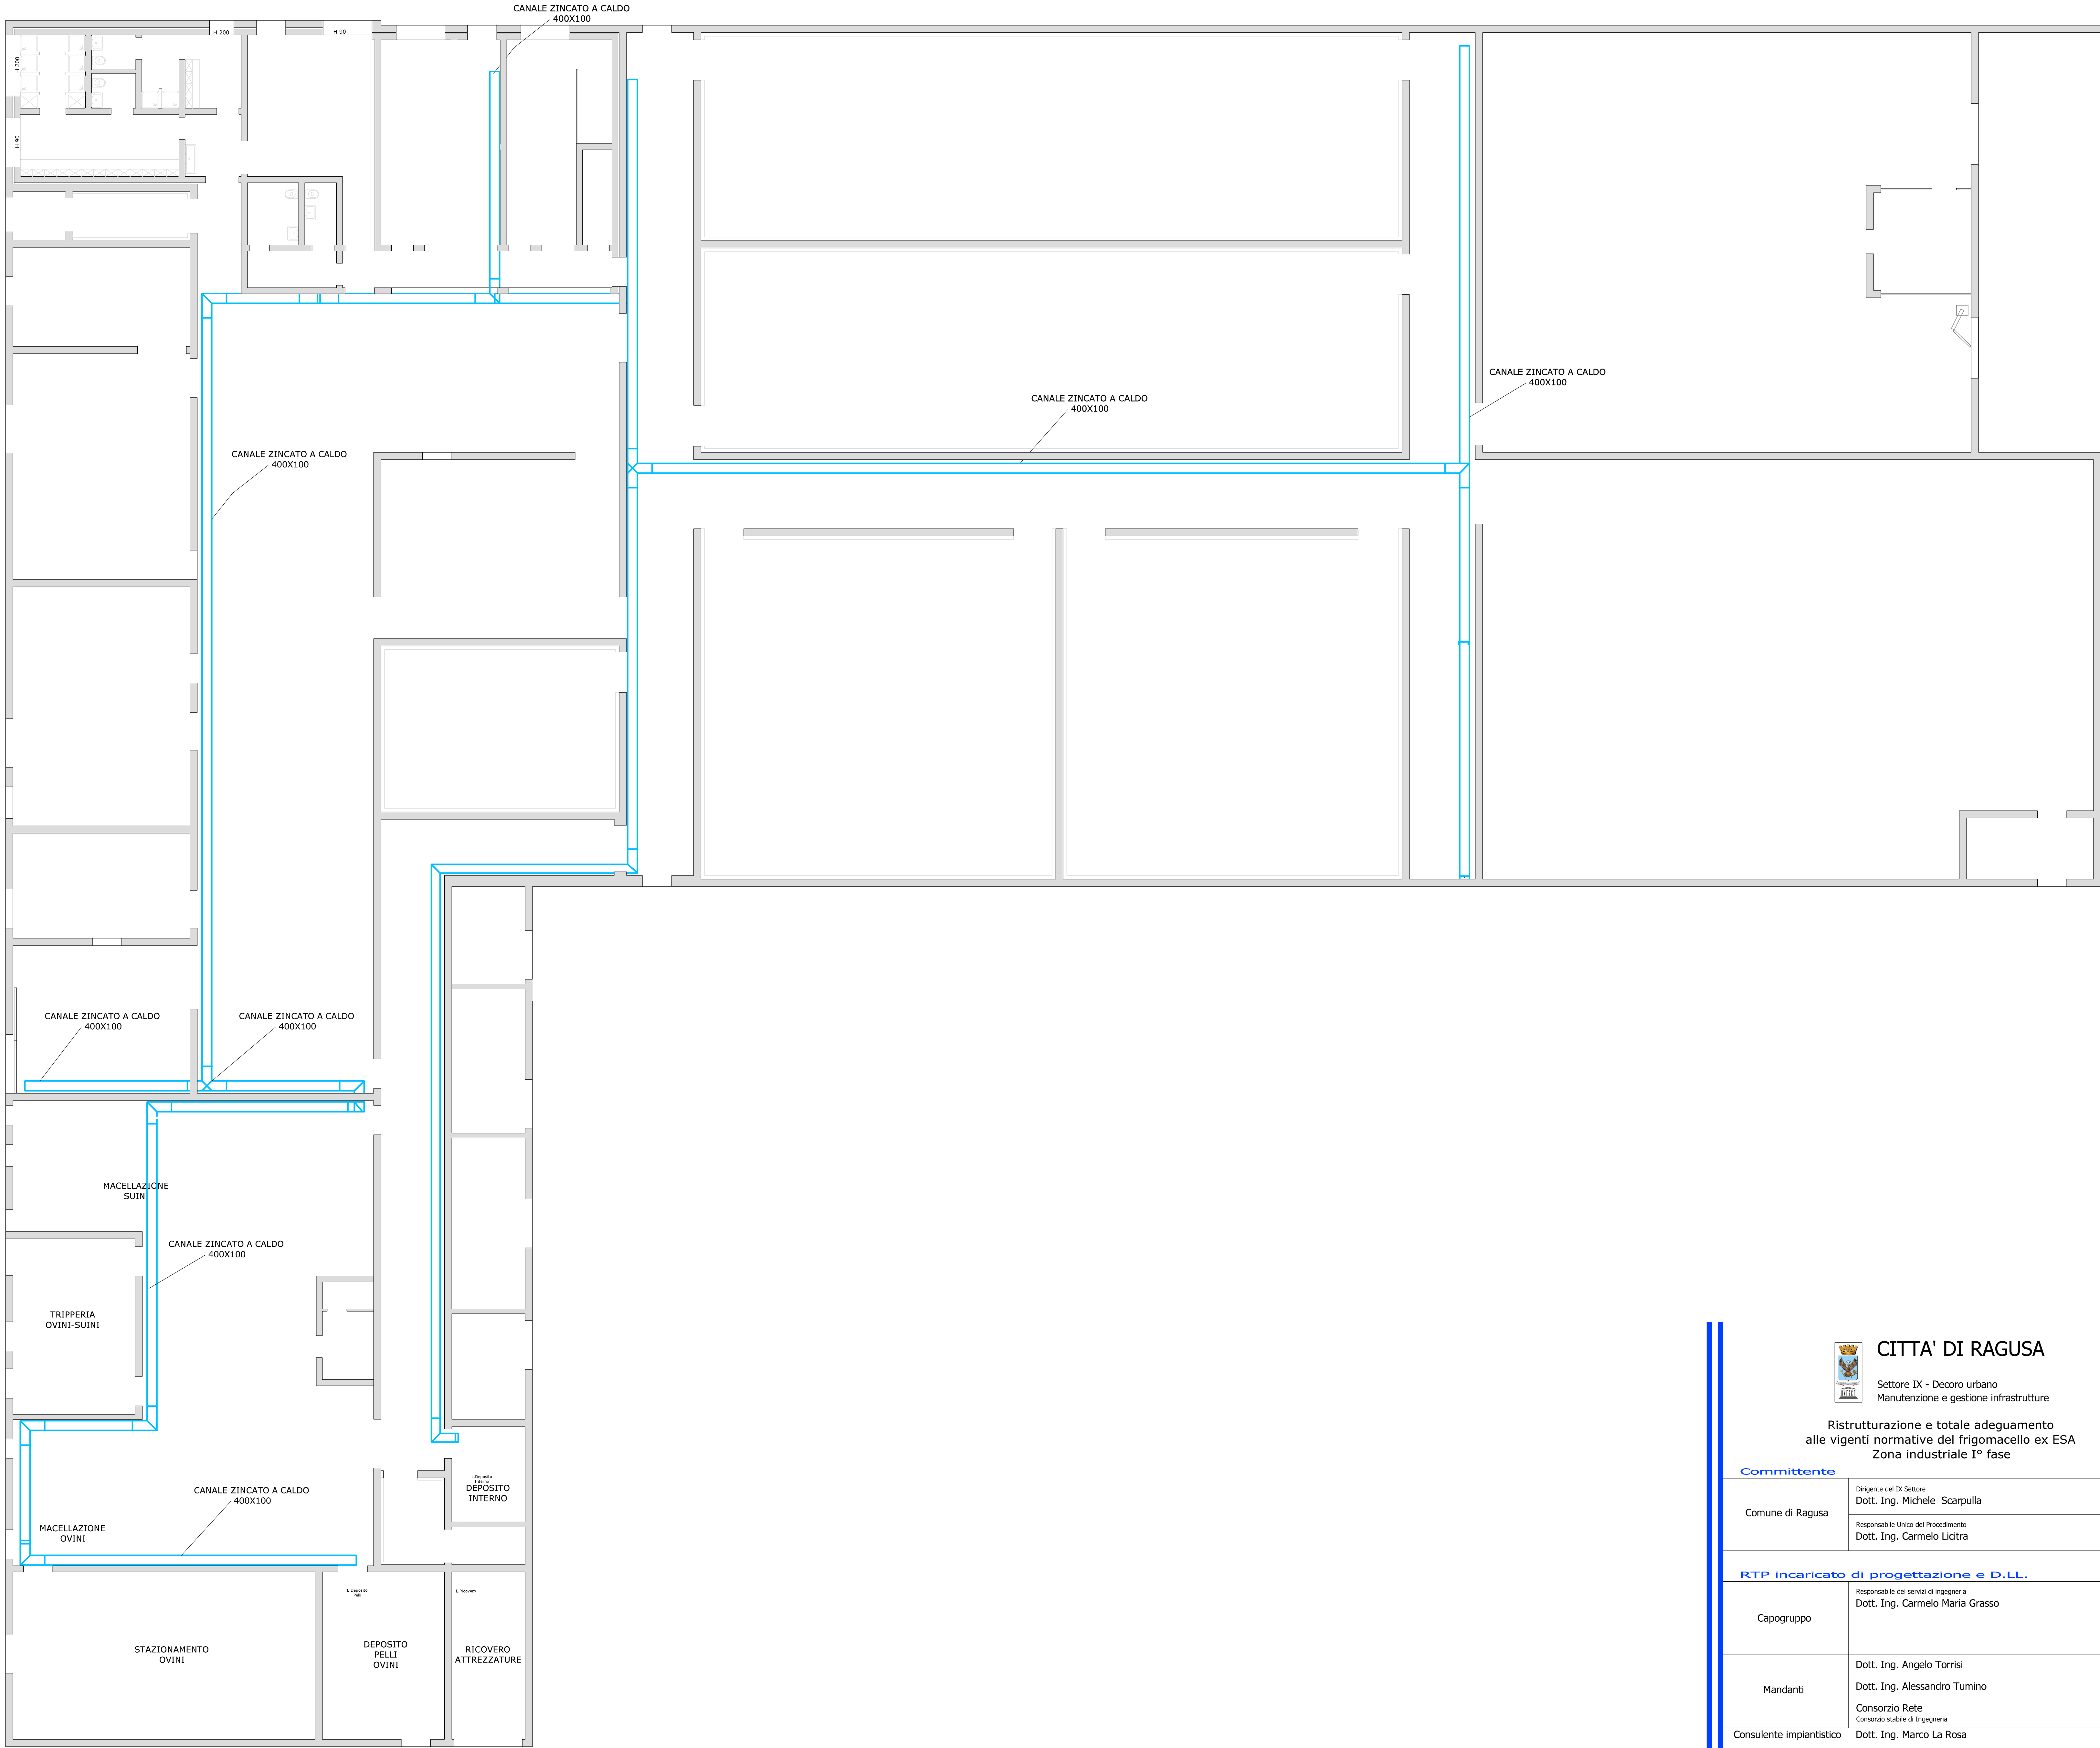 CANALE ZINCATO A CALDO
400X100
H 200
H 90
H 200
H 90
CANALE ZINCATO A CALDO
400X100
CANALE ZINCATO A CALDO
400X100
CANALE ZINCATO A CALDO
400X100
CANALE ZINCATO A CALDO
400X100
CANALE ZINCATO A CALDO
400X100
MACELLAZIONE
SUINI
CANALE ZINCATO A CALDO
400X100
TRIPPERIA
OVINI-SUINI
L.Deposito
Interno
DEPOSITO
INTERNO
CANALE ZINCATO A CALDO
400X100
MACELLAZIONE
OVINI
L.Deposito
Pelli
L.Ricovero
STAZIONAMENTO
OVINI
DEPOSITO
PELLI
OVINI
RICOVERO
ATTREZZATURE
CITTA' DI RAGUSA
Settore IX - Decoro urbano
Manutenzione e gestione infrastrutture
Ristrutturazione e totale adeguamento
alle vigenti normative del frigomacello ex ESA
Zona industriale I° fase
Committente
Comune di Ragusa
Dirigente del IX Settore
Dott. Ing. Michele Scarpulla
Responsabile Unico del Procedimento
Dott. Ing. Carmelo Licitra
RTP incaricato di progettazione e D.LL.
Capogruppo
Responsabile dei servizi di ingegneria
Dott. Ing. Carmelo Maria Grasso
Mandanti
Dott. Ing. Angelo Torrisi
Dott. Ing. Alessandro Tumino
Consorzio Rete
Consorzio stabile di Ingegneria
Consulente impiantistico
Dott. Ing. Marco La Rosa